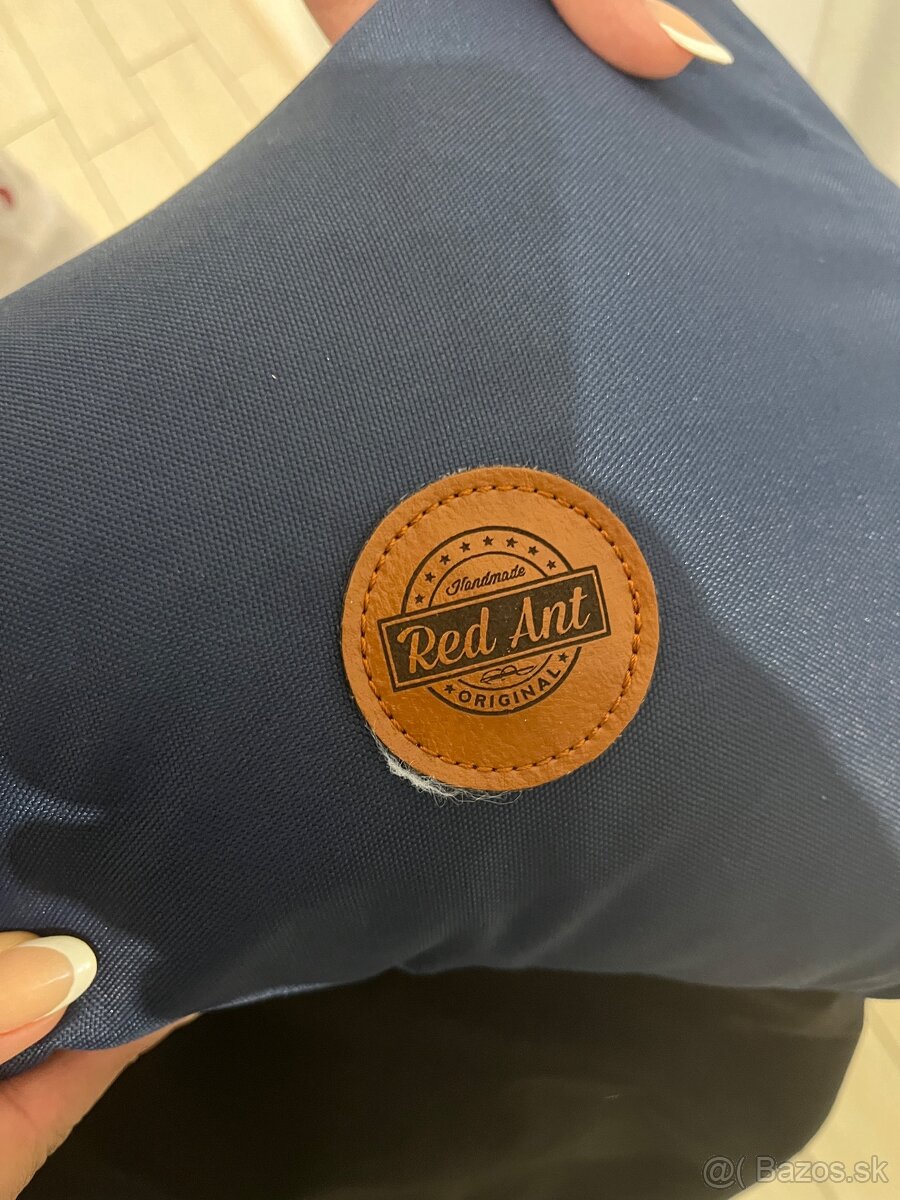 Handmade
Red Ant
ORIGINAL
@( Bazos.sk